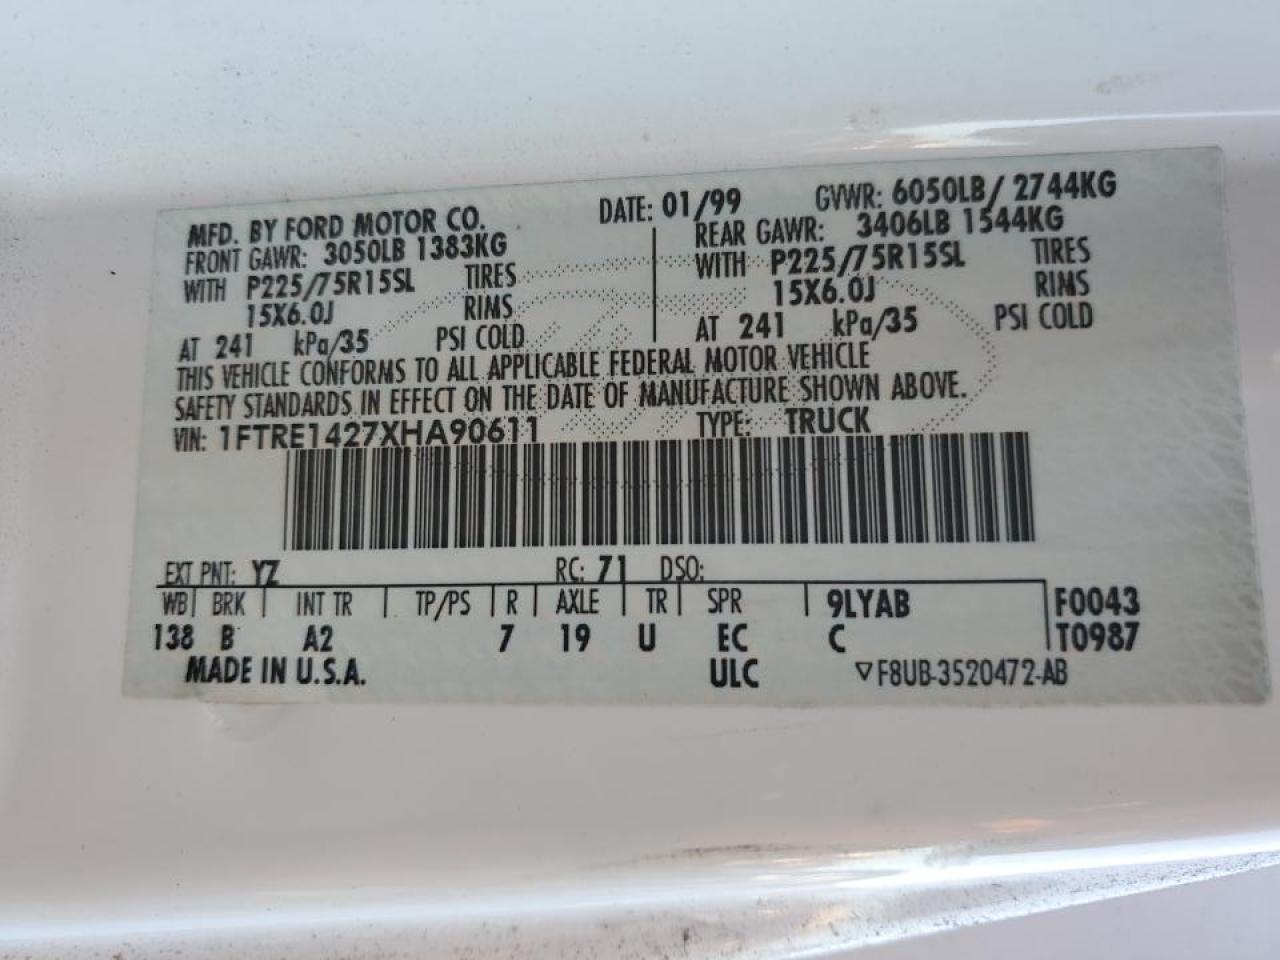 MFD. BY FORD MOTOR CO. DATE: 01/99 GVWR: 6050LB/ 2744KG
FRONT GAWR: 3050LB 1383KG REAR GAWR: 3406LB 1544KG
WITH P225/75R15SL TIRES WITH P225/75R15SL TIRES
15X6.0J RIMS 15X6.0J RIMS
AT 241 kPa/35 PSI COLD AT 241 kPa/35 PSI COLD
THIS VEHICLE CONFORMS TO ALL APPLICABLE FEDERAL MOTOR VEHICLE
SAFETY STANDARDS IN EFFECT ON THE DATE OF MANUFACTURE SHOWN ABOVE.
VIN: 1FTRE1427XHA90611 TYPE: TRUCK
EXT PNT: YZ RC: 71 DSO:
WB BRK INT TR TP/PS R AXLE TR SPR 9LYAB F0043
138 B A2 7 19 U EC C T0987
MADE IN U.S.A. ULC ▽F8UB-3520472-AB